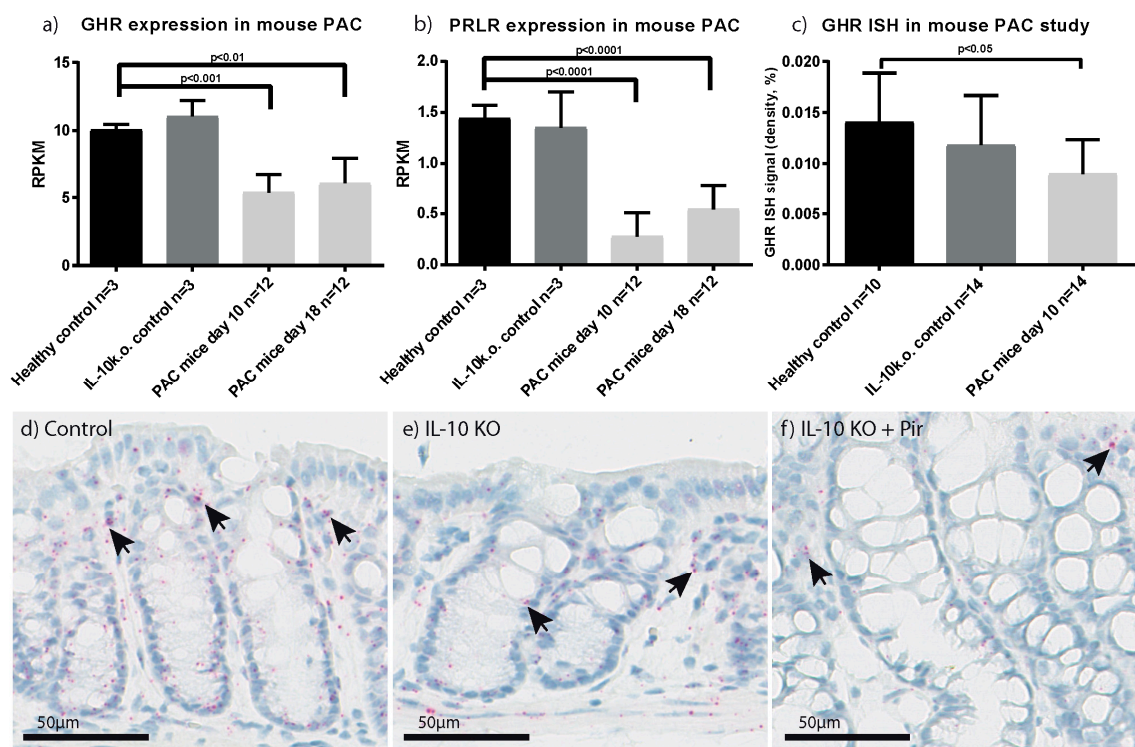 a) GHR expression in mouse PAC
15
10
5
0
RPKM
p<0.01
p<0.001
Healthy control n=3
IL-10k.o. control n=3
PAC mice day 10 n=12
PAC mice day 18 n=12
b) PRLR expression in mouse PAC
2.0
1.5
1.0
0.5
0.0
RPKM
p<0.0001
p<0.0001
Healthy control n=3
IL-10k.o. control n=3
PAC mice day 10 n=12
PAC mice day 18 n=12
c) GHR ISH in mouse PAC study
0.020
0.015
0.010
0.005
0.000
GHR ISH signal (density, %)
p<0.05
Healthy control n=10
IL-10k.o. control n=14
PAC mice day 10 n=14
d) Control
50µm
e) IL-10 KO
50µm
f) IL-10 KO + Pir
50µm